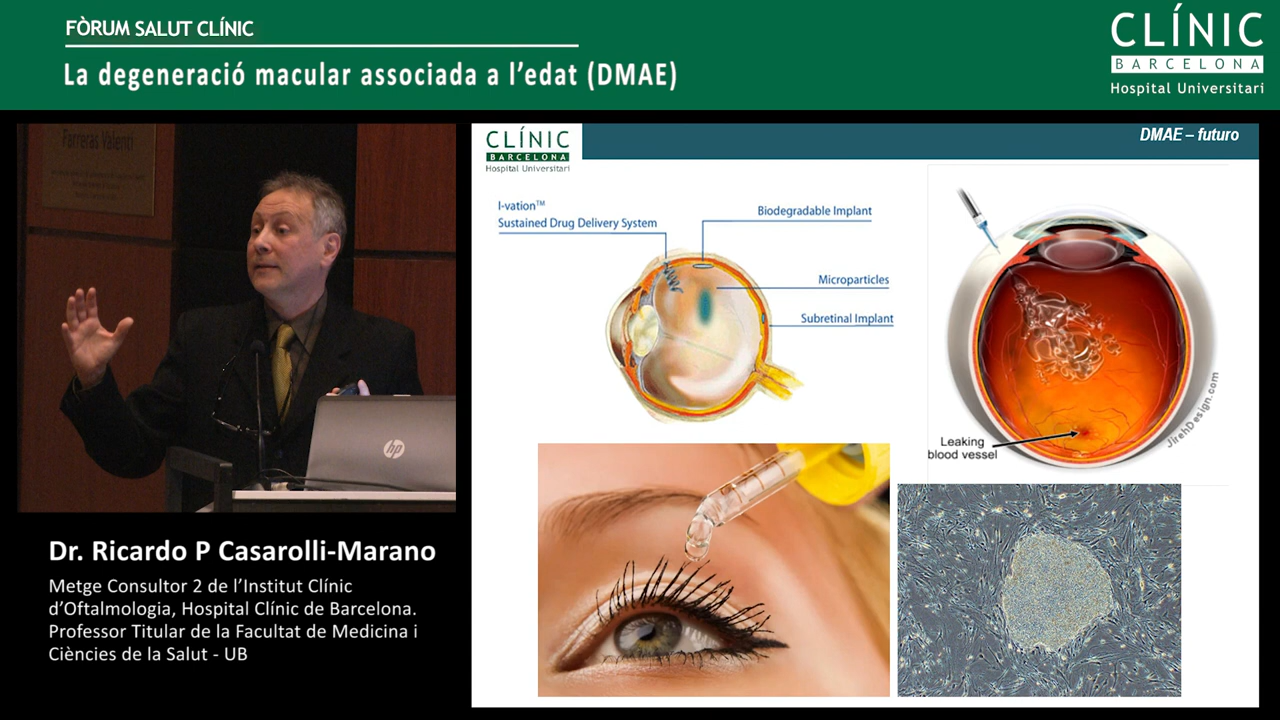 FÒRUM SALUT CLÍNIC
La degeneració macular associada a l'edat (DMAE)
CLÍNIC
BARCELONA
Hospital Universitari
Farreras Valentí
hp
Dr. Ricardo P Casarolli-Marano
Metge Consultor 2 de l'Institut Clínic
d'Oftalmologia, Hospital Clínic de Barcelona.
Professor Titular de la Facultat de Medicina i
Ciències de la Salut - UB
CLÍNIC
BARCELONA
Hospital Universitari
DMAE – futuro
I-vation™
Sustained Drug Delivery System
Biodegradable Implant
Microparticles
Subretinal Implant
Leaking
blood vessel
JirehDesign.com